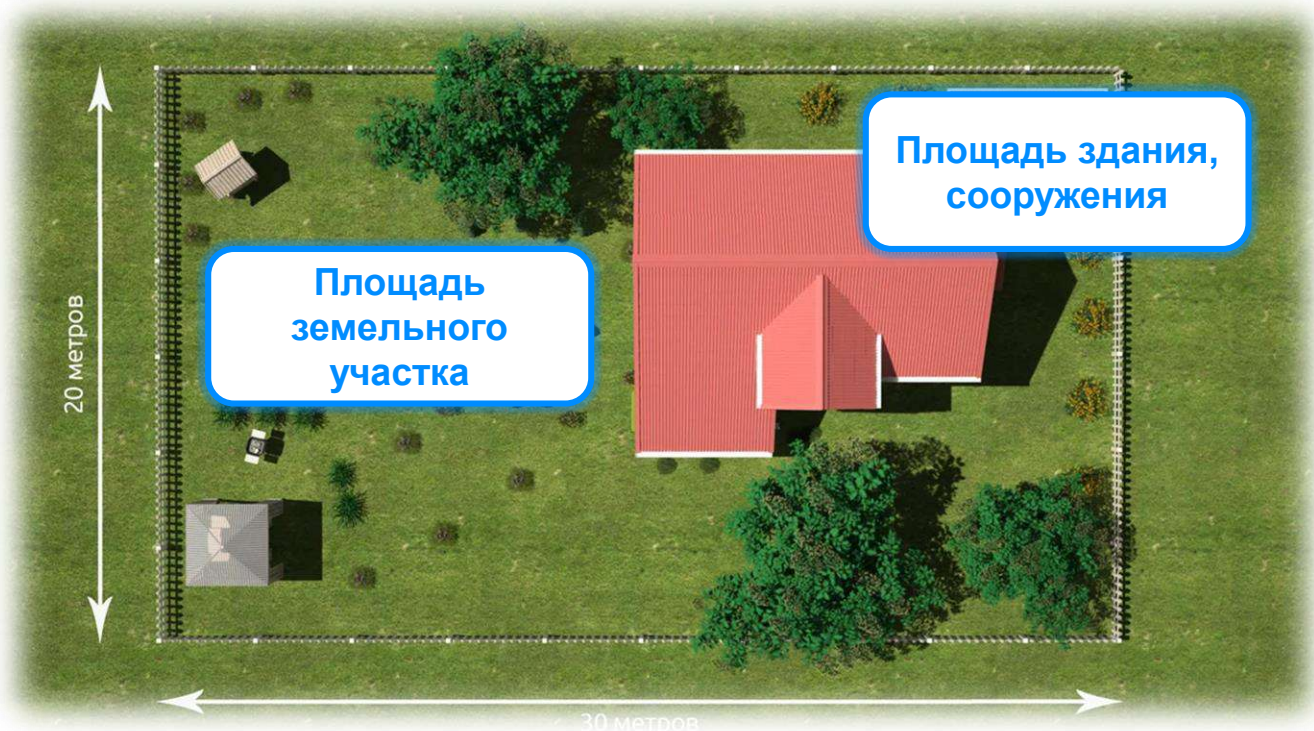 Площадь здания,
сооружения
Площадь
земельного
участка
20 метров
30 метров